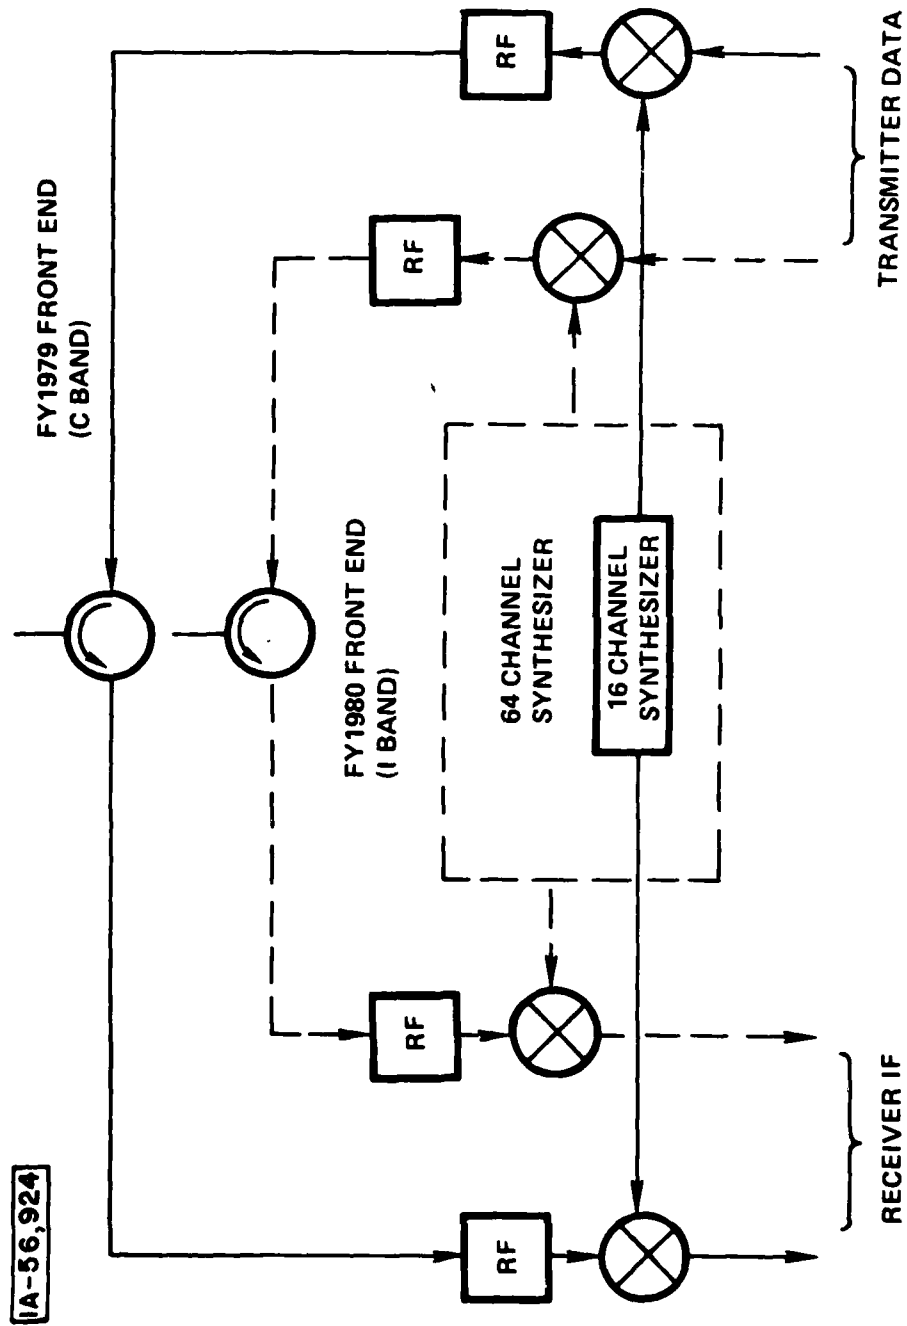 IA-56,924
FY1979 FRONT END
(C BAND)
FY1980 FRONT END
(I BAND)
RF
RF
RF
RF
64 CHANNEL
SYNTHESIZER
16 CHANNEL
SYNTHESIZER
RECEIVER IF
TRANSMITTER DATA